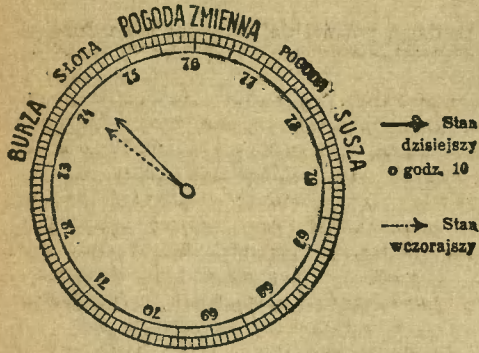 BURZA
SŁOTA
POGODA ZMIENNA
POGODA
SUSZA
73
74
75
76
77
78
79
68
69
70
71
72
Stan
dzisiejszy
o godz. 10
Stan
wczorajszy